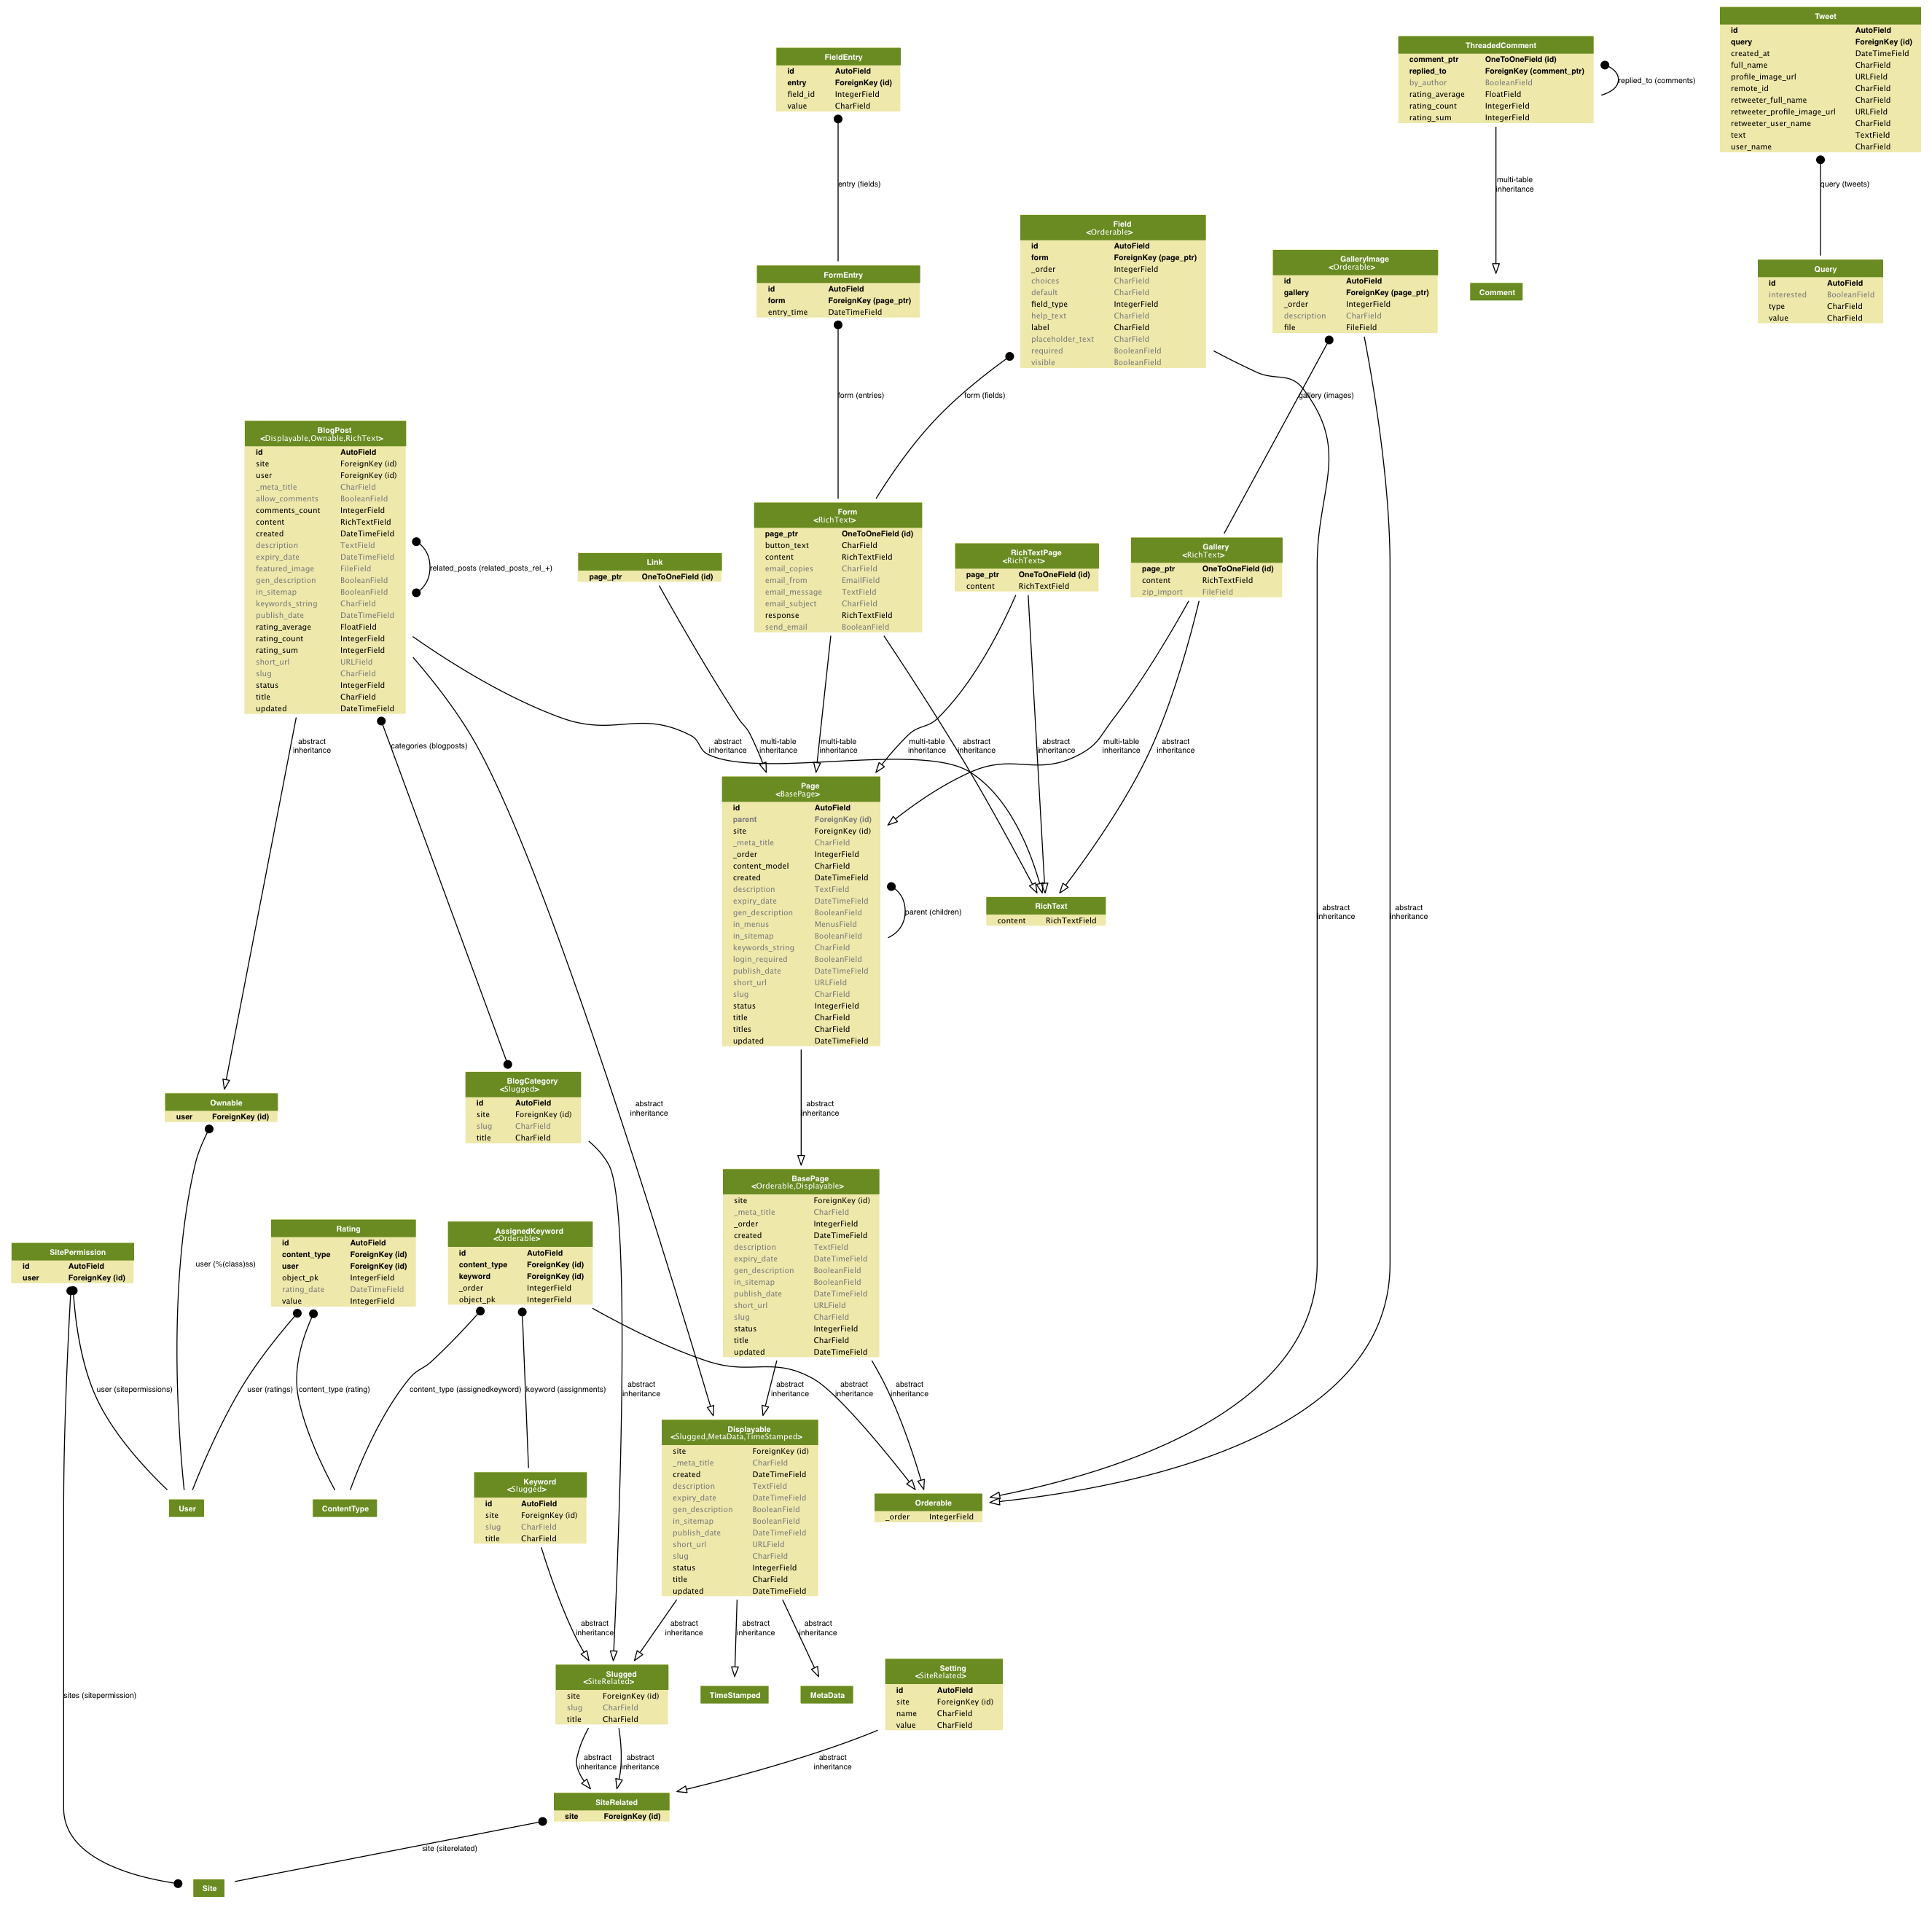 Tweet
id AutoField
query ForeignKey (id)
created_at DateTimeField
full_name CharField
profile_image_url URLField
remote_id CharField
retweeter_full_name CharField
retweeter_profile_image_url URLField
retweeter_user_name CharField
text TextField
user_name CharField
query (tweets)
Query
id AutoField
interested BooleanField
type CharField
value CharField
ThreadedComment
comment_ptr OneToOneField (id)
replied_to ForeignKey (comment_ptr)
by_author BooleanField
rating_average FloatField
rating_count IntegerField
rating_sum IntegerField
replied_to (comments)
multi-table
inheritance
Comment
FieldEntry
id AutoField
entry ForeignKey (id)
field_id IntegerField
value CharField
entry (fields)
FormEntry
id AutoField
form ForeignKey (page_ptr)
entry_time DateTimeField
form (entries)
Field
<Orderable>
id AutoField
form ForeignKey (page_ptr)
_order IntegerField
choices CharField
default CharField
field_type IntegerField
help_text CharField
label CharField
placeholder_text CharField
required BooleanField
visible BooleanField
form (fields)
GalleryImage
<Orderable>
id AutoField
gallery ForeignKey (page_ptr)
_order IntegerField
description CharField
file FileField
gallery (images)
BlogPost
<Displayable,Ownable,RichText>
id AutoField
site ForeignKey (id)
user ForeignKey (id)
_meta_title CharField
allow_comments BooleanField
comments_count IntegerField
content RichTextField
created DateTimeField
description TextField
expiry_date DateTimeField
featured_image FileField
gen_description BooleanField
in_sitemap BooleanField
keywords_string CharField
publish_date DateTimeField
rating_average FloatField
rating_count IntegerField
rating_sum IntegerField
short_url URLField
slug CharField
status IntegerField
title CharField
updated DateTimeField
related_posts (related_posts_rel_+)
Link
page_ptr OneToOneField (id)
Form
<RichText>
page_ptr OneToOneField (id)
button_text CharField
content RichTextField
email_copies CharField
email_from EmailField
email_message TextField
email_subject CharField
response RichTextField
send_email BooleanField
RichTextPage
<RichText>
page_ptr OneToOneField (id)
content RichTextField
Gallery
<RichText>
page_ptr OneToOneField (id)
content RichTextField
zip_import FileField
abstract
inheritance
categories (blogposts)
abstract
inheritance
multi-table
inheritance
multi-table
inheritance
multi-table
inheritance
abstract
inheritance
abstract
inheritance
multi-table
inheritance
abstract
inheritance
Page
<BasePage>
id AutoField
parent ForeignKey (id)
site ForeignKey (id)
_meta_title CharField
_order IntegerField
content_model CharField
created DateTimeField
description TextField
expiry_date DateTimeField
gen_description BooleanField
in_menus MenusField
in_sitemap BooleanField
keywords_string CharField
login_required BooleanField
publish_date DateTimeField
short_url URLField
slug CharField
status IntegerField
title CharField
titles CharField
updated DateTimeField
parent (children)
RichText
content RichTextField
abstract
inheritance
abstract
inheritance
Ownable
user ForeignKey (id)
BlogCategory
<Slugged>
id AutoField
site ForeignKey (id)
slug CharField
title CharField
abstract
inheritance
abstract
inheritance
BasePage
<Orderable,Displayable>
site ForeignKey (id)
_meta_title CharField
_order IntegerField
created DateTimeField
description TextField
expiry_date DateTimeField
gen_description BooleanField
in_sitemap BooleanField
publish_date DateTimeField
short_url URLField
slug CharField
status IntegerField
title CharField
updated DateTimeField
SitePermission
id AutoField
user ForeignKey (id)
user (%(class)ss)
Rating
id AutoField
content_type ForeignKey (id)
user ForeignKey (id)
object_pk IntegerField
rating_date DateTimeField
value IntegerField
AssignedKeyword
<Orderable>
id AutoField
content_type ForeignKey (id)
keyword ForeignKey (id)
_order IntegerField
object_pk IntegerField
user (sitepermissions)
user (ratings)
content_type (rating)
content_type (assignedkeyword)
keyword (assignments)
abstract
inheritance
abstract
inheritance
abstract
inheritance
abstract
inheritance
User
ContentType
Keyword
<Slugged>
id AutoField
site ForeignKey (id)
slug CharField
title CharField
Displayable
<Slugged,MetaData,TimeStamped>
site ForeignKey (id)
_meta_title CharField
created DateTimeField
description TextField
expiry_date DateTimeField
gen_description BooleanField
in_sitemap BooleanField
publish_date DateTimeField
short_url URLField
slug CharField
status IntegerField
title CharField
updated DateTimeField
Orderable
_order IntegerField
abstract
inheritance
abstract
inheritance
abstract
inheritance
abstract
inheritance
sites (sitepermission)
Slugged
<SiteRelated>
site ForeignKey (id)
slug CharField
title CharField
TimeStamped
MetaData
Setting
<SiteRelated>
id AutoField
site ForeignKey (id)
name CharField
value CharField
abstract
inheritance
abstract
inheritance
abstract
inheritance
SiteRelated
site ForeignKey (id)
site (siterelated)
Site